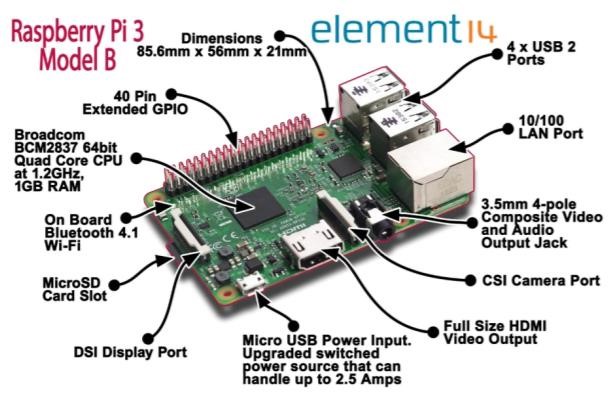 Raspberry Pi 3
Model B
Dimensions
85.6mm x 56mm x 21mm
element14
4 x USB 2
Ports
40 Pin
Extended GPIO
10/100
LAN Port
Broadcom
BCM2837 64bit
Quad Core CPU
at 1.2GHz,
1GB RAM
On Board
Bluetooth 4.1
Wi-Fi
3.5mm 4-pole
Composite Video
and Audio
Output Jack
MicroSD
Card Slot
CSI Camera Port
DSI Display Port
Micro USB Power Input.
Upgraded switched
power source that can
handle up to 2.5 Amps
Full Size HDMI
Video Output